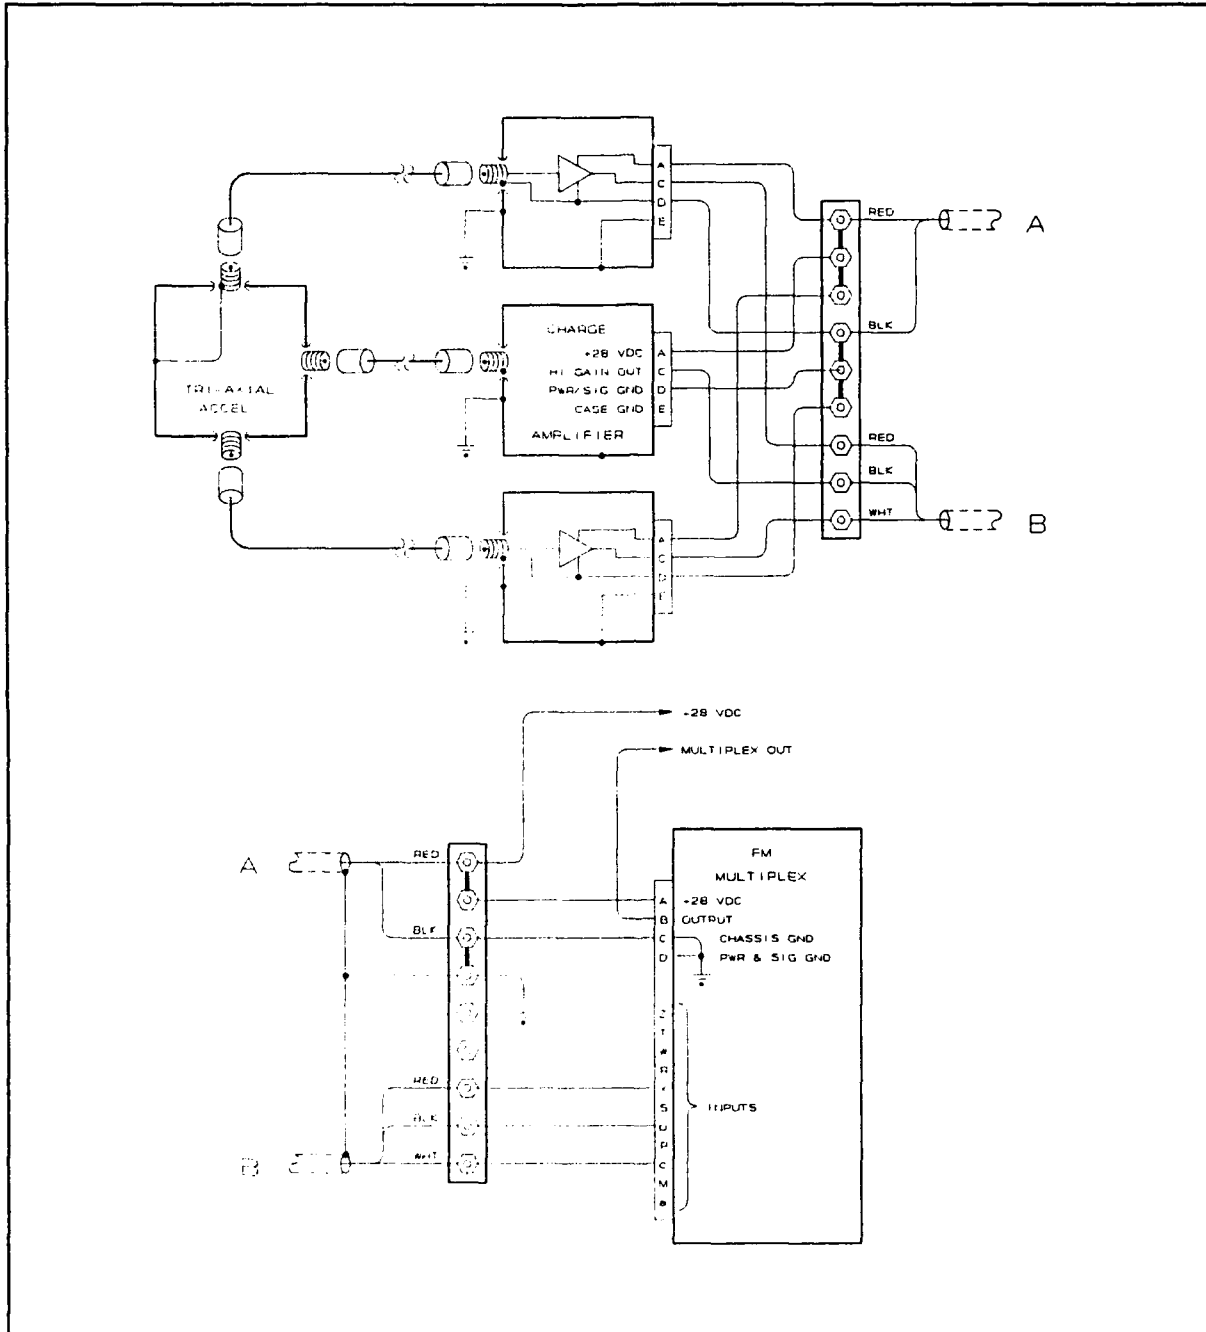 A
C
D
E
RED
A
BLK
CHARGE
+28 VDC A
HI GAIN OUT C
PWR/SIG GND D
CASE GND E
AMPLIFIER
TRI-AXIAL
ACCEL
RED
BLK
WHT
B
A
C
D
E
+28 VDC
MULTIPLEX OUT
A
RED
BLK
FM
MULTIPLEX
A +28 VDC
B OUTPUT
C CHASSIS GND
D PWR & SIG GND
Z
T
W
R
S
U
P
C
M
INPUTS
RED
BLK
WHT
B